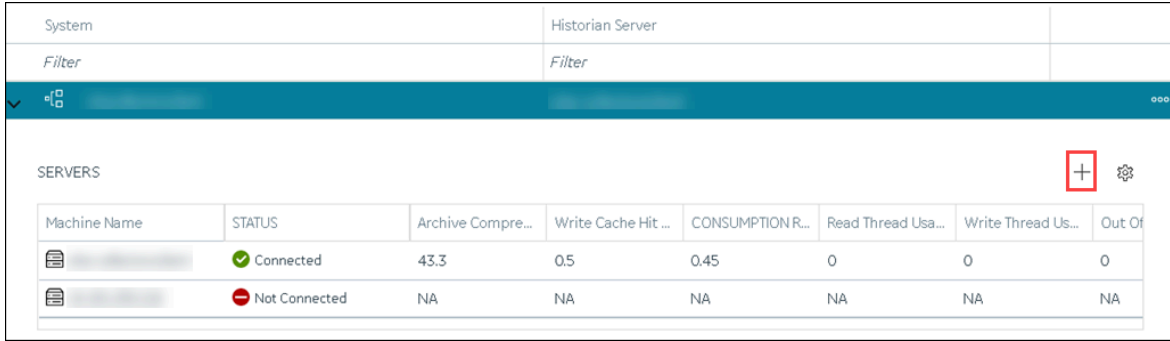 System Historian Server
Filter Filter
SERVERS
Machine Name STATUS Archive Compre... Write Cache Hit ... CONSUMPTION R... Read Thread Usa... Write Thread Us... Out Of
Connected 43.3 0.5 0.45 0 0 0
Not Connected NA NA NA NA NA NA